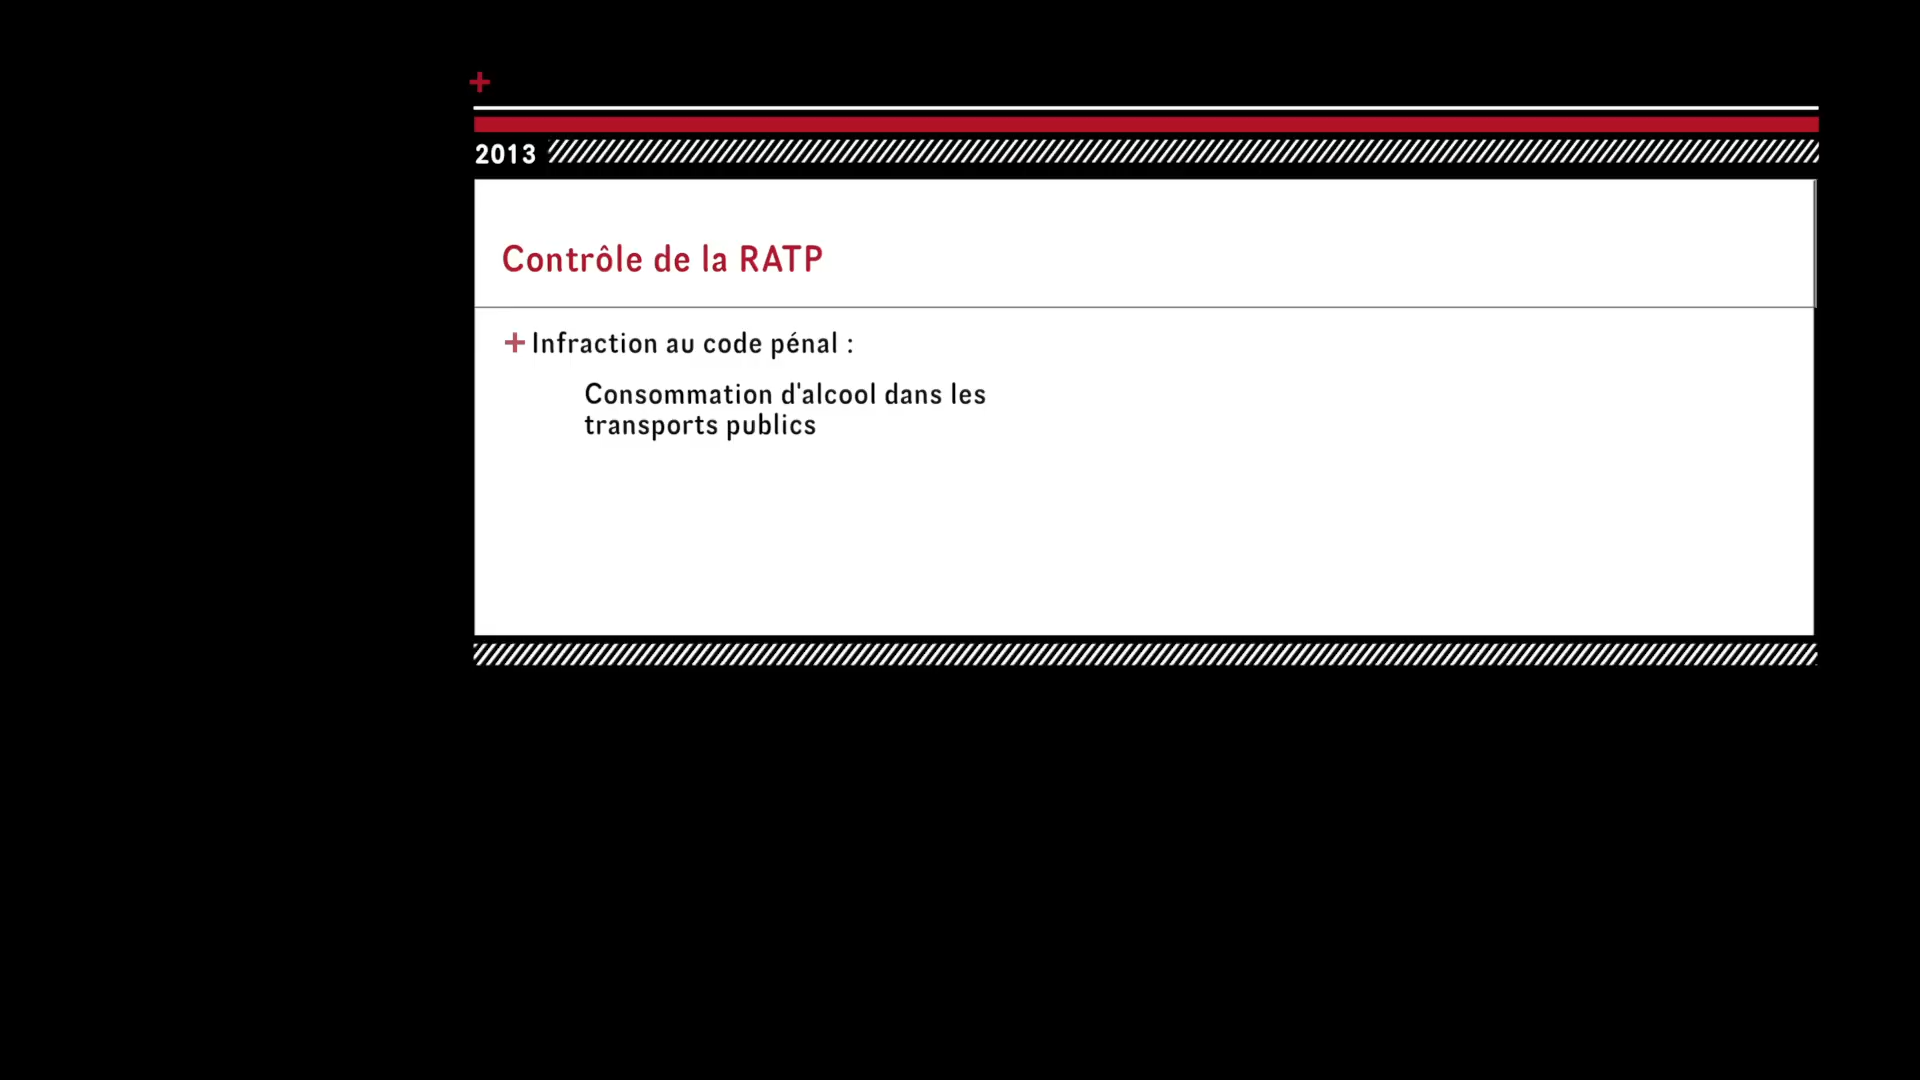 2013
Contrôle de la RATP
+ Infraction au code pénal :
Consommation d'alcool dans les
transports publics